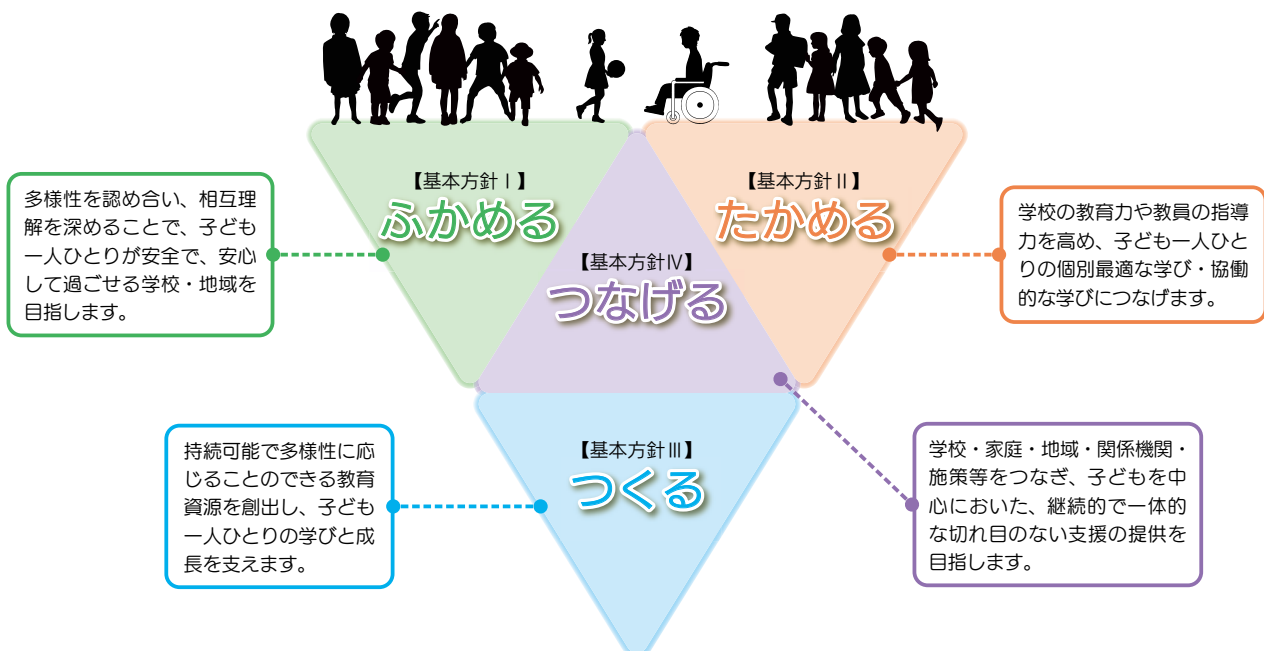 【基本方針Ⅰ】
ふかめる
多様性を認め合い、相互理
解を深めることで、子ども
一人ひとりが安全で、安心
して過ごせる学校・地域を
目指します。
【基本方針Ⅱ】
たかめる
学校の教育力や教員の指導
力を高め、子ども一人ひと
りの個別最適な学び・協働
的な学びにつなげます。
【基本方針Ⅳ】
つなげる
学校・家庭・地域・関係機関・
施策等をつなぎ、子どもを中
心においた、継続的で一体的
な切れ目のない支援の提供を
目指します。
【基本方針Ⅲ】
つくる
持続可能で多様性に応
じることのできる教育
資源を創出し、子ども
一人ひとりの学びと成
長を支えます。